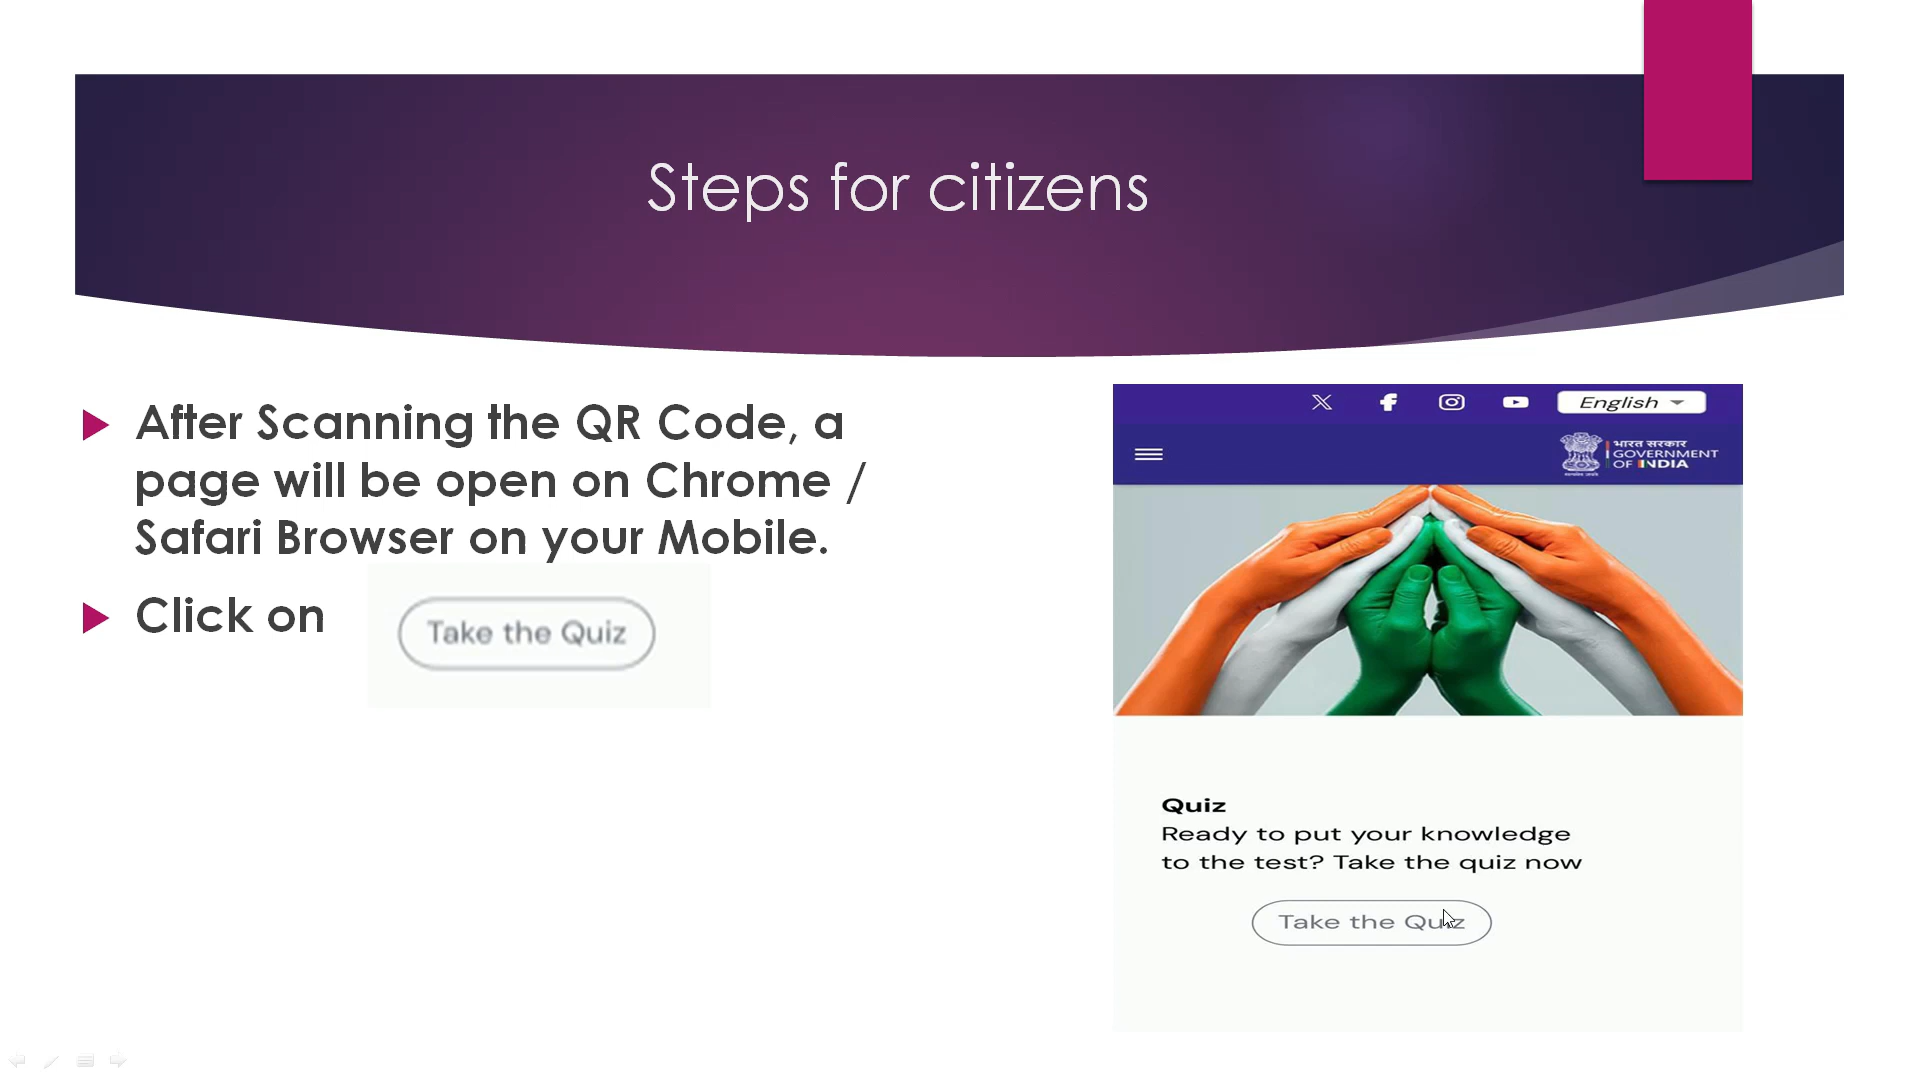 Steps for citizens
After Scanning the QR Code, a
page will be open on Chrome /
Safari Browser on your Mobile.
Click on
Take the Quiz
English
भारत सरकार
GOVERNMENT
OF INDIA
Quiz
Ready to put your knowledge
to the test? Take the quiz now
Take the Quiz